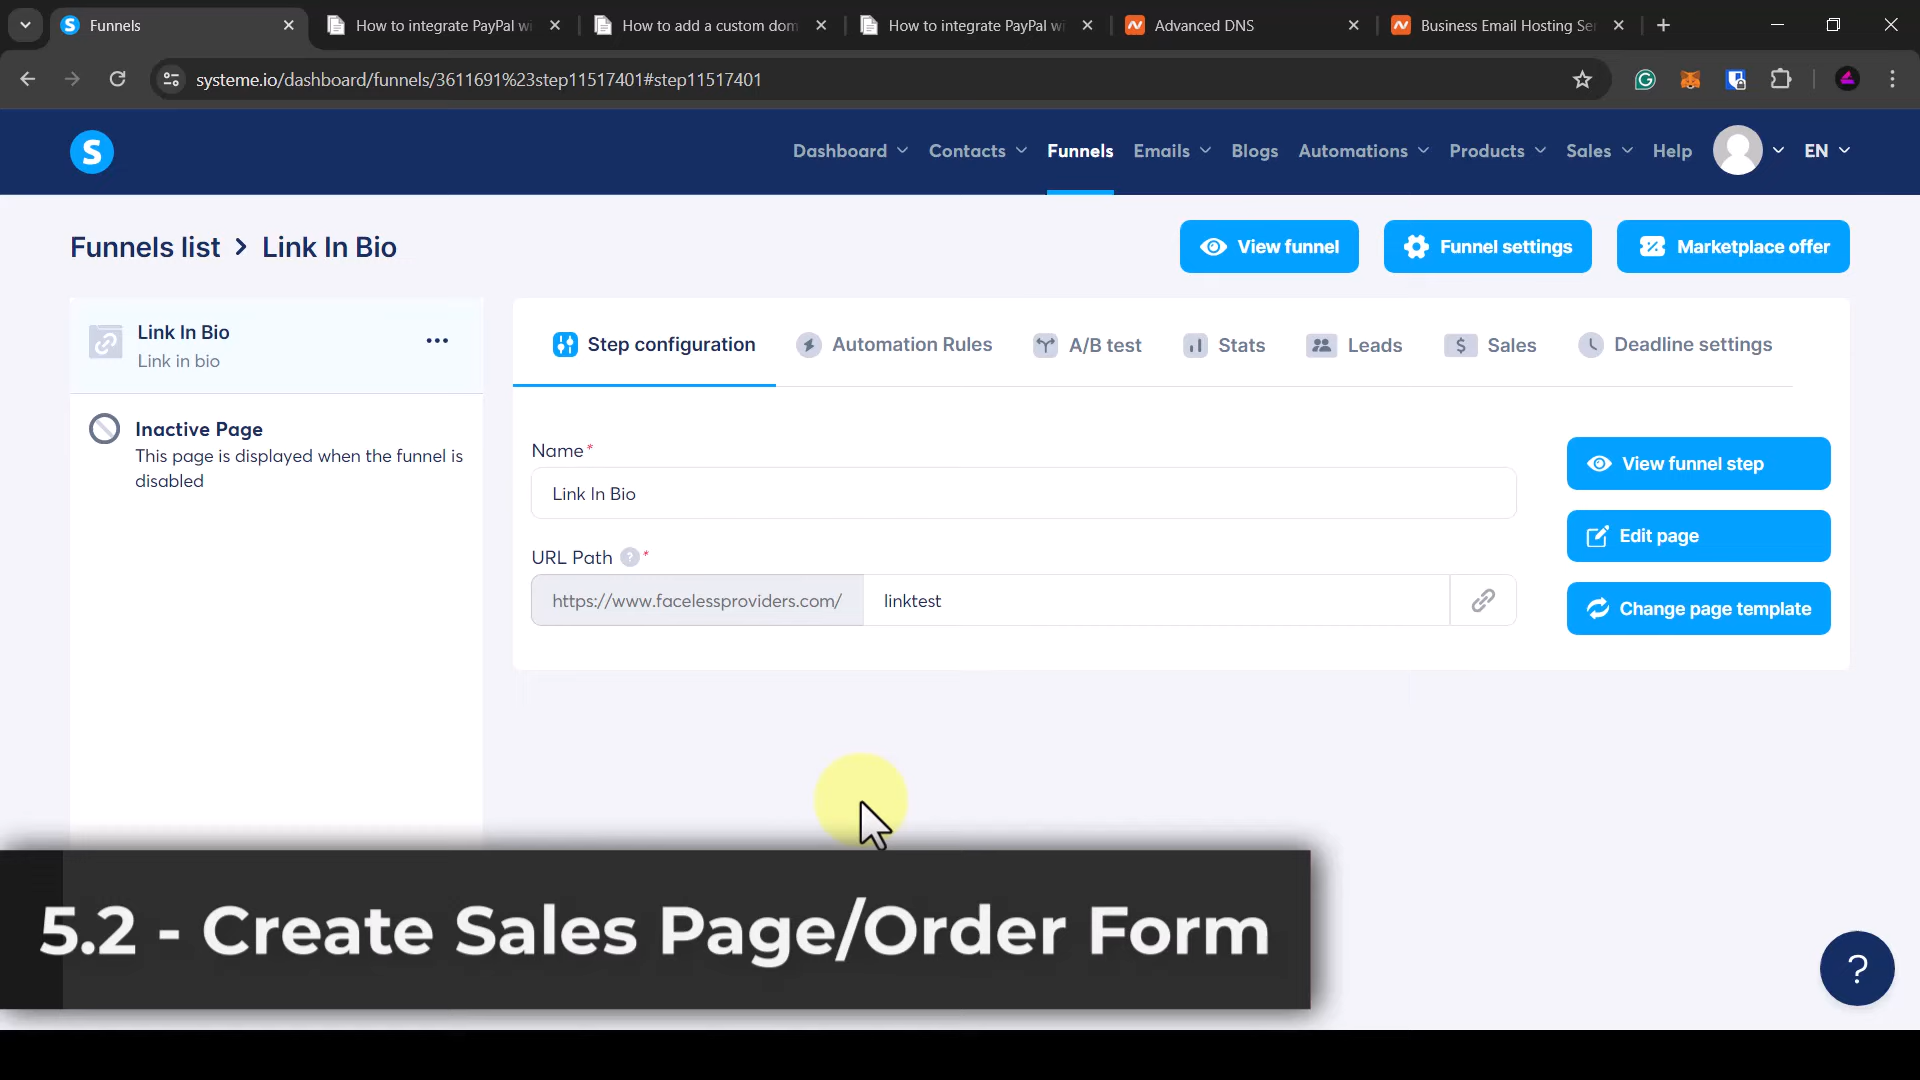 Funnels
How to integrate PayPal wi
How to add a custom dom
How to integrate PayPal wi
Advanced DNS
Business Email Hosting Ser
systeme.io/dashboard/funnels/3611691%23step11517401#step11517401
S
Dashboard
Contacts
Funnels
Emails
Blogs
Automations
Products
Sales
Help
EN
Funnels list > Link In Bio
View funnel
Funnel settings
Marketplace offer
Link In Bio
Link in bio
Inactive Page
This page is displayed when the funnel is
disabled
Step configuration
Automation Rules
A/B test
Stats
Leads
$ Sales
Deadline settings
Name*
Link In Bio
URL Path ? *
https://www.facelessproviders.com/
linktest
View funnel step
Edit page
Change page template
5.2 - Create Sales Page/Order Form
?